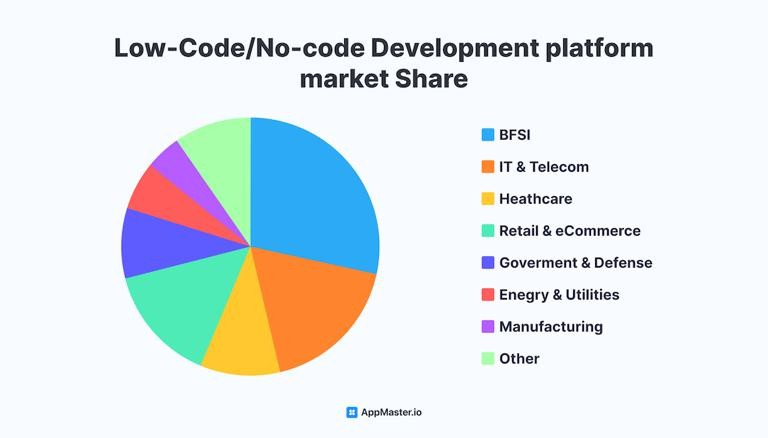 Low-Code/No-code Development platform
market Share
BFSI
IT & Telecom
Heathcare
Retail & eCommerce
Goverment & Defense
Enegry & Utilities
Manufacturing
Other
AppMaster.io